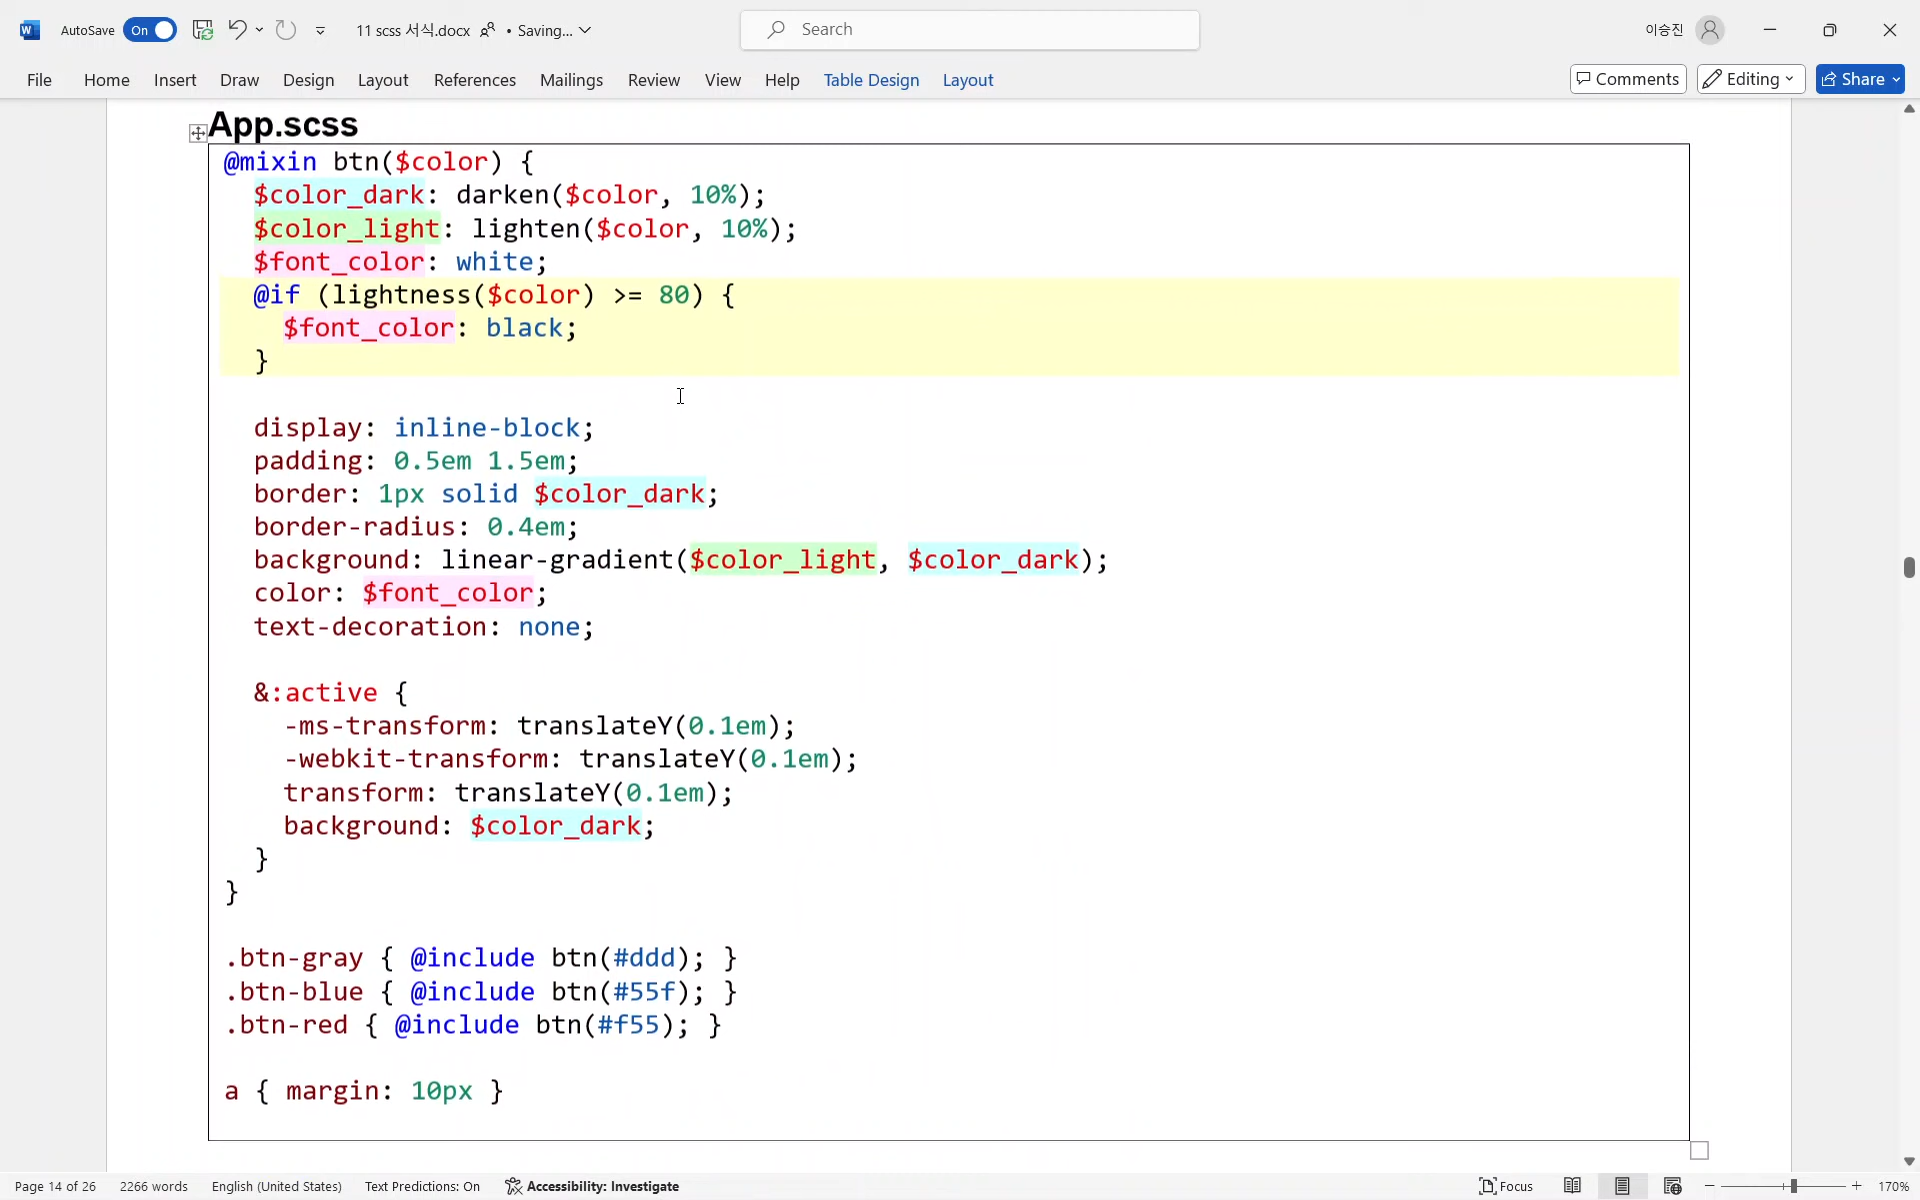 AutoSave On 11 scss 서식.docx • Saving... Search 이승진
File Home Insert Draw Design Layout References Mailings Review View Help Table Design Layout Comments Editing Share
App.scss
@mixin btn($color) {
$color_dark: darken($color, 10%);
$color_light: lighten($color, 10%);
$font_color: white;
@if (lightness($color) >= 80) {
$font_color: black;
}
display: inline-block;
padding: 0.5em 1.5em;
border: 1px solid $color_dark;
border-radius: 0.4em;
background: linear-gradient($color_light, $color_dark);
color: $font_color;
text-decoration: none;
&:active {
-ms-transform: translateY(0.1em);
-webkit-transform: translateY(0.1em);
transform: translateY(0.1em);
background: $color_dark;
}
}
.btn-gray { @include btn(#ddd); }
.btn-blue { @include btn(#55f); }
.btn-red { @include btn(#f55); }
a { margin: 10px }
Page 14 of 26 2266 words English (United States) Text Predictions: On Accessibility: Investigate Focus 170%